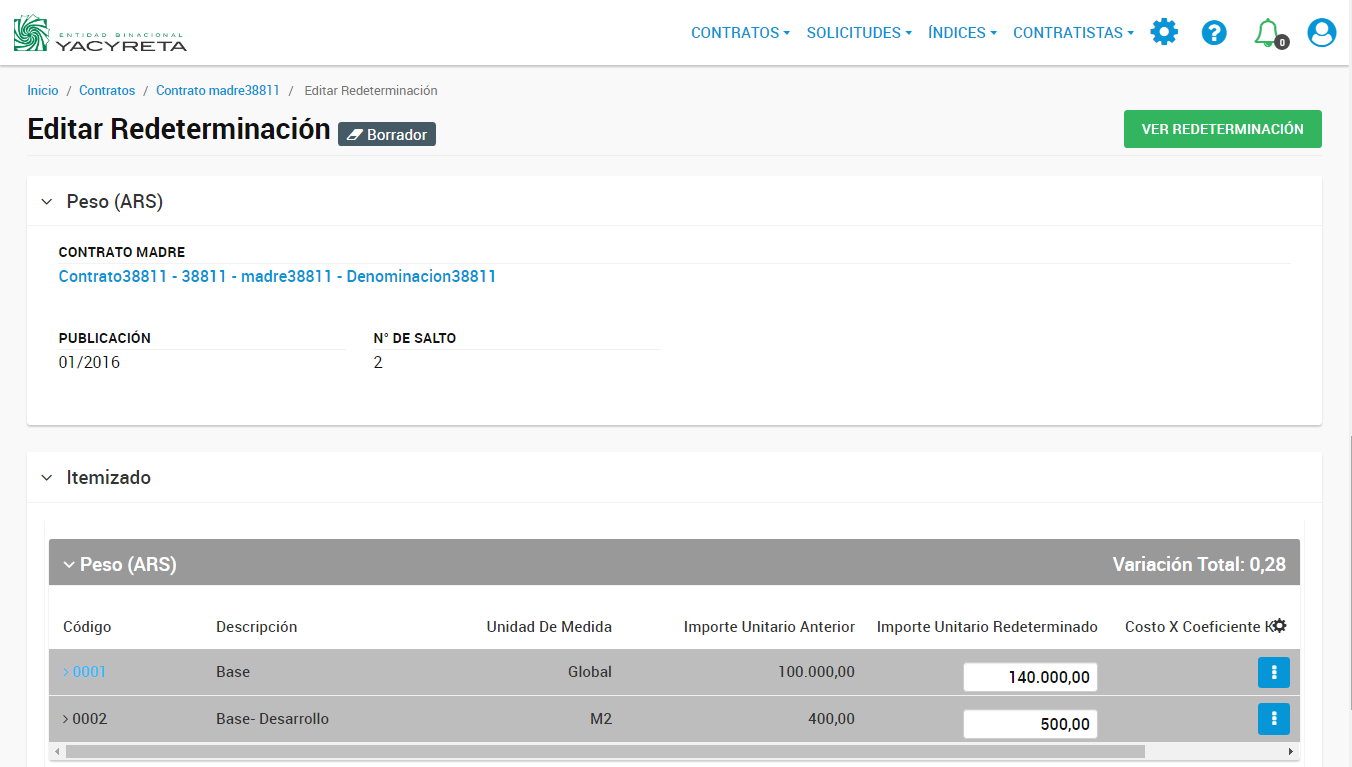 ENTIDAD BINACIONAL
YACYRETA
CONTRATOS SOLICITUDES ÍNDICES CONTRATISTAS 0
Inicio / Contratos / Contrato madre38811 / Editar Redeterminación
Editar Redeterminación Borrador VER REDETERMINACIÓN
Peso (ARS)
CONTRATO MADRE
Contrato38811 - 38811 - madre38811 - Denominacion38811
PUBLICACIÓN N° DE SALTO
01/2016 2
Itemizado
Peso (ARS) Variación Total: 0,28
Código Descripción Unidad De Medida Importe Unitario Anterior Importe Unitario Redeterminado Costo X Coeficiente K
0001 Base Global 100.000,00 140.000,00
0002 Base- Desarrollo M2 400,00 500,00